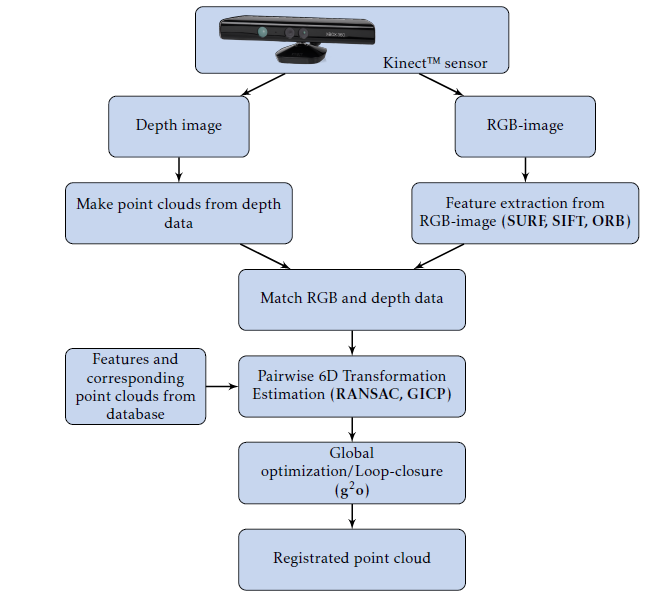 XBOX 360
Kinect™ sensor
Depth image
RGB-image
Make point clouds from depth
data
Feature extraction from
RGB-image (SURF, SIFT, ORB)
Match RGB and depth data
Features and
corresponding
point clouds from
database
Pairwise 6D Transformation
Estimation (RANSAC, GICP)
Global
optimization/Loop-closure
(g²o)
Registrated point cloud